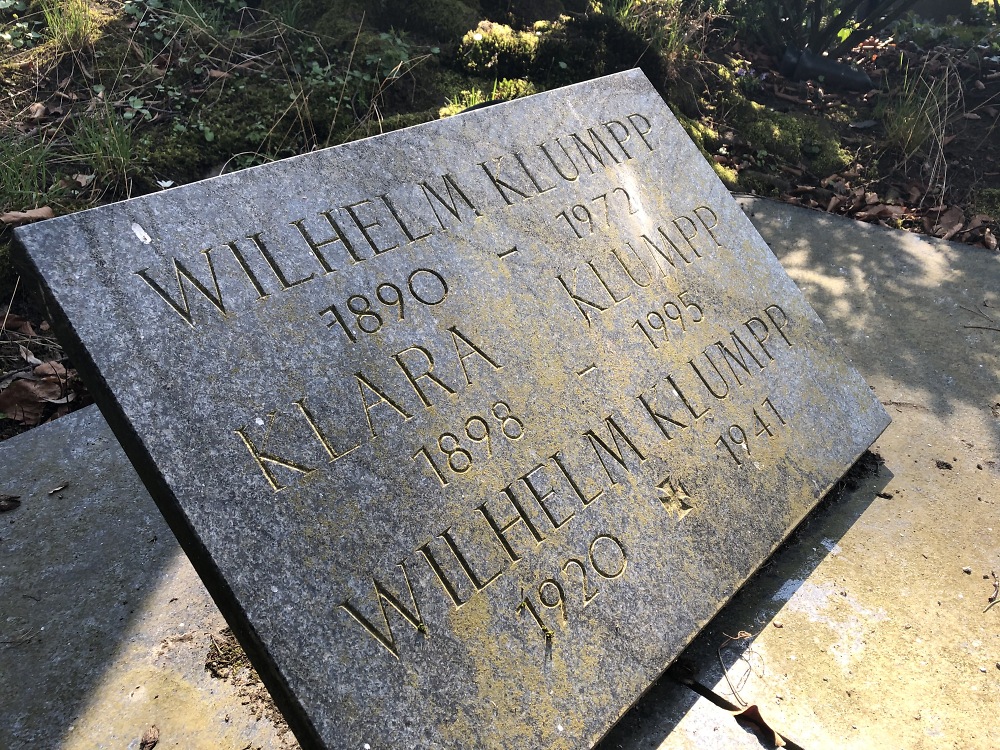 WILHELM KLUMPP
1890 - 1972
KLARA KLUMPP
1898 - 1995
WILHELM KLUMPP
1920 ✠ 1941